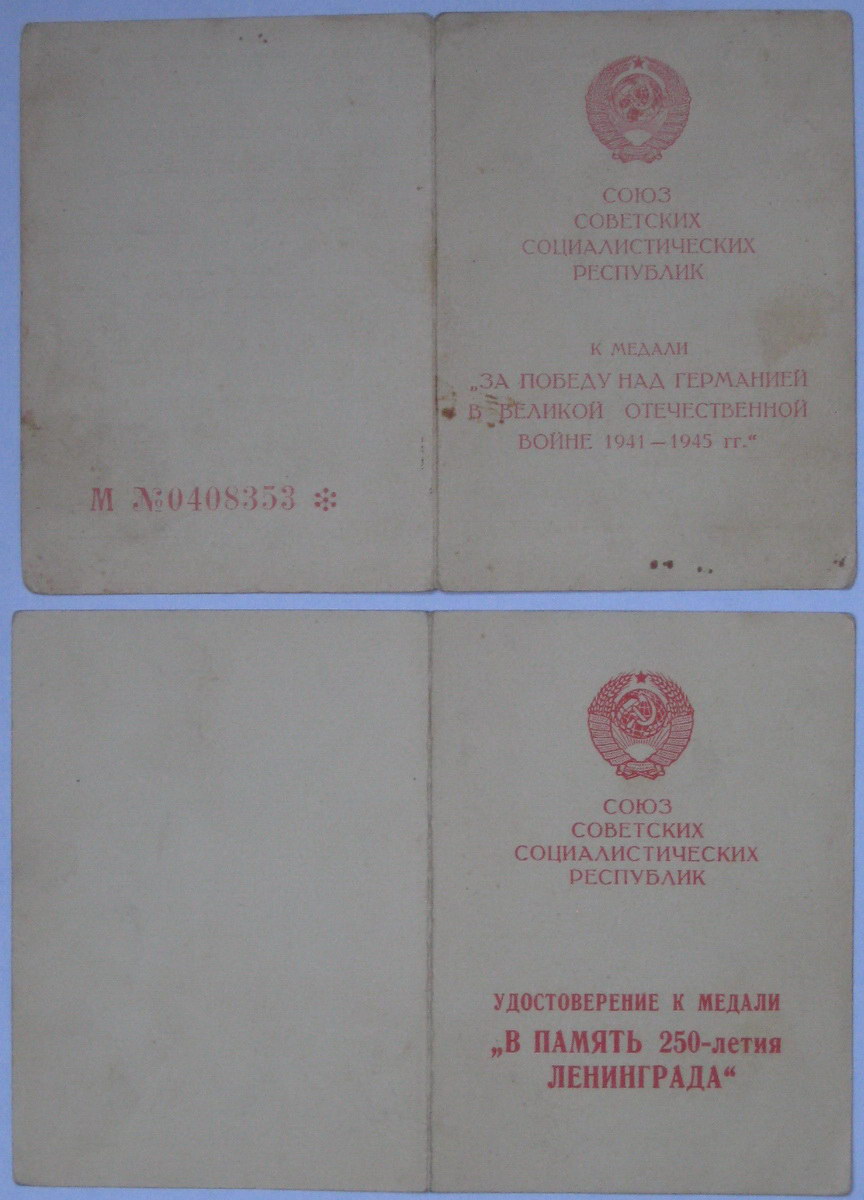 СОЮЗ
СОВЕТСКИХ
СОЦИАЛИСТИЧЕСКИХ
РЕСПУБЛИК
К МЕДАЛИ
„ЗА ПОБЕДУ НАД ГЕРМАНИЕЙ
В ВЕЛИКОЙ ОТЕЧЕСТВЕННОЙ
ВОЙНЕ 1941—1945 гг.“
М №0408353 ✻
СОЮЗ
СОВЕТСКИХ
СОЦИАЛИСТИЧЕСКИХ
РЕСПУБЛИК
УДОСТОВЕРЕНИЕ К МЕДАЛИ
„В ПАМЯТЬ 250-летия
ЛЕНИНГРАДА“